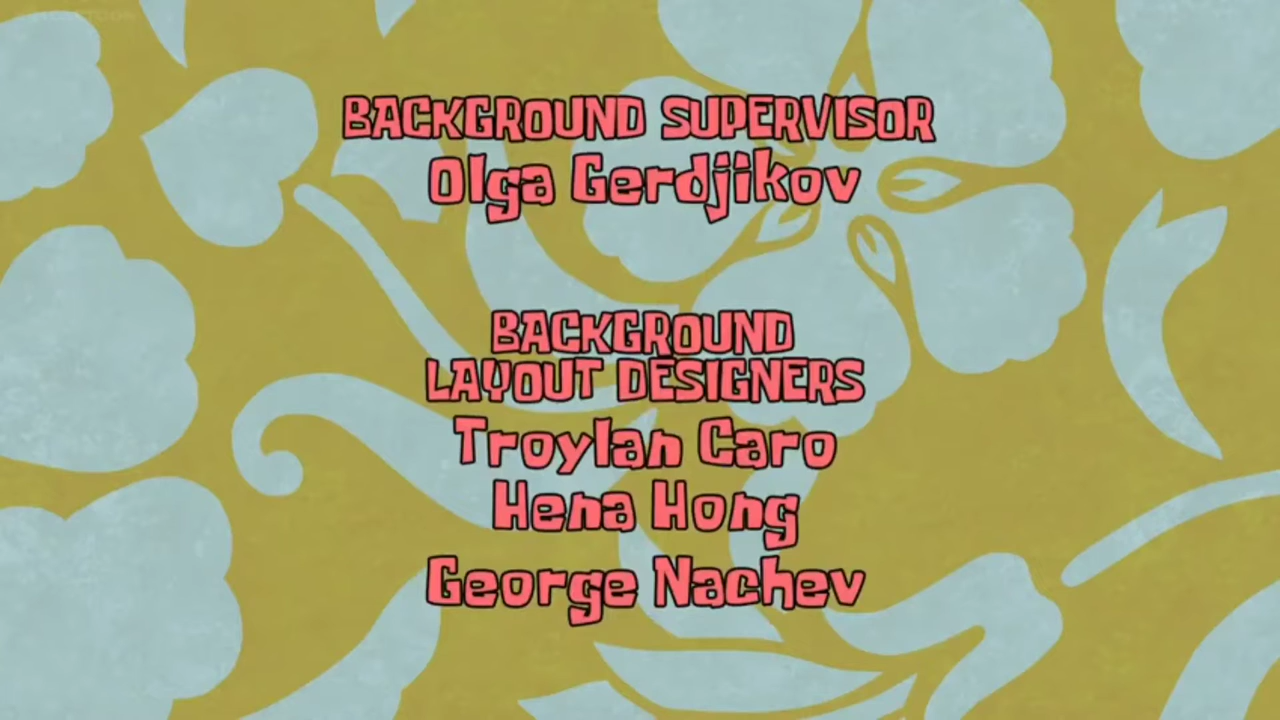 BACKGROUND SUPERVISOR
Olga Gerdjikov
BACKGROUND
LAYOUT DESIGNERS
Troylan Caro
Hena Hong
George Nachev